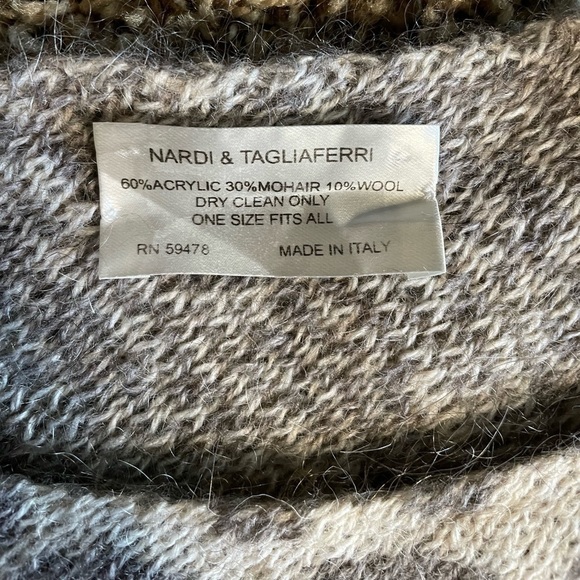 NARDI & TAGLIAFERRI
60%ACRYLIC 30%MOHAIR 10%WOOL
DRY CLEAN ONLY
ONE SIZE FITS ALL
RN 59478 MADE IN ITALY